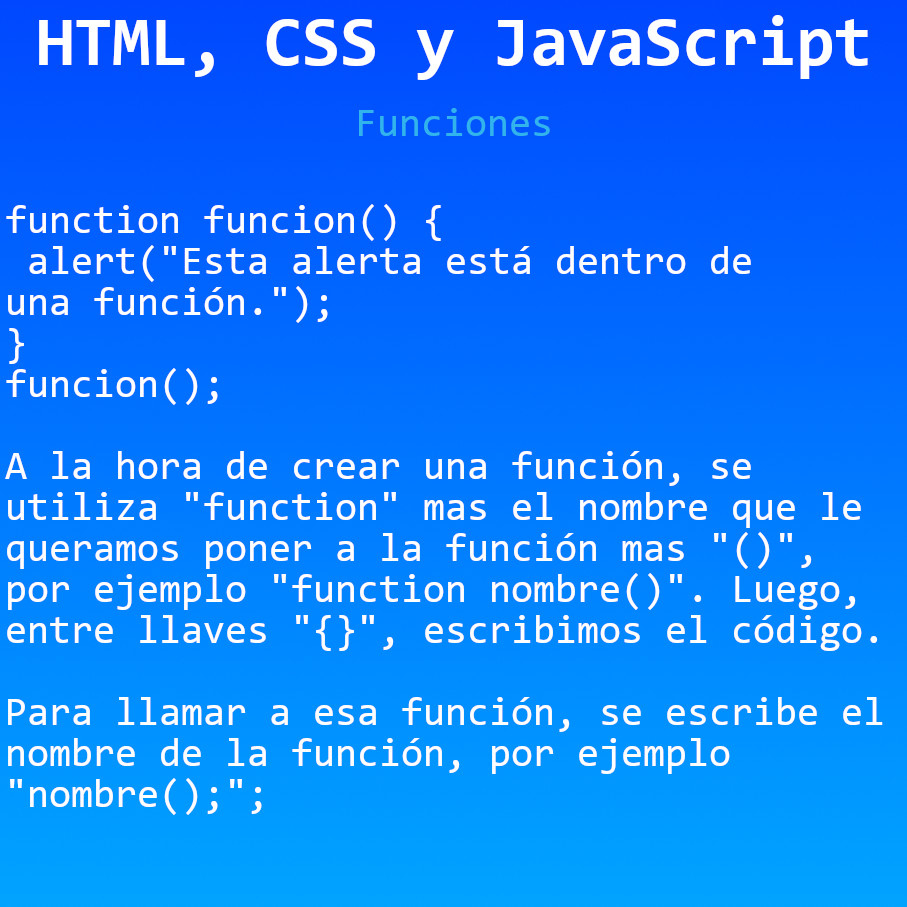 HTML, CSS y JavaScript
Funciones
function funcion() {
 alert("Esta alerta está dentro de
una función.");
}
funcion();
A la hora de crear una función, se
utiliza "function" mas el nombre que le
queramos poner a la función mas "()",
por ejemplo "function nombre()". Luego,
entre llaves "{}", escribimos el código.
Para llamar a esa función, se escribe el
nombre de la función, por ejemplo
"nombre();";